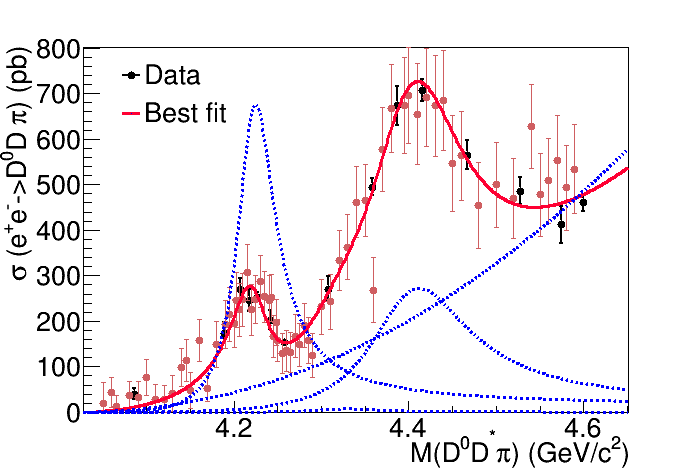 800
700
600
500
400
300
200
100
0
σ (e⁺e⁻->D⁰D π) (pb)
Data
Best fit
4.2 4.4 4.6
M(D⁰D*π) (GeV/c²)